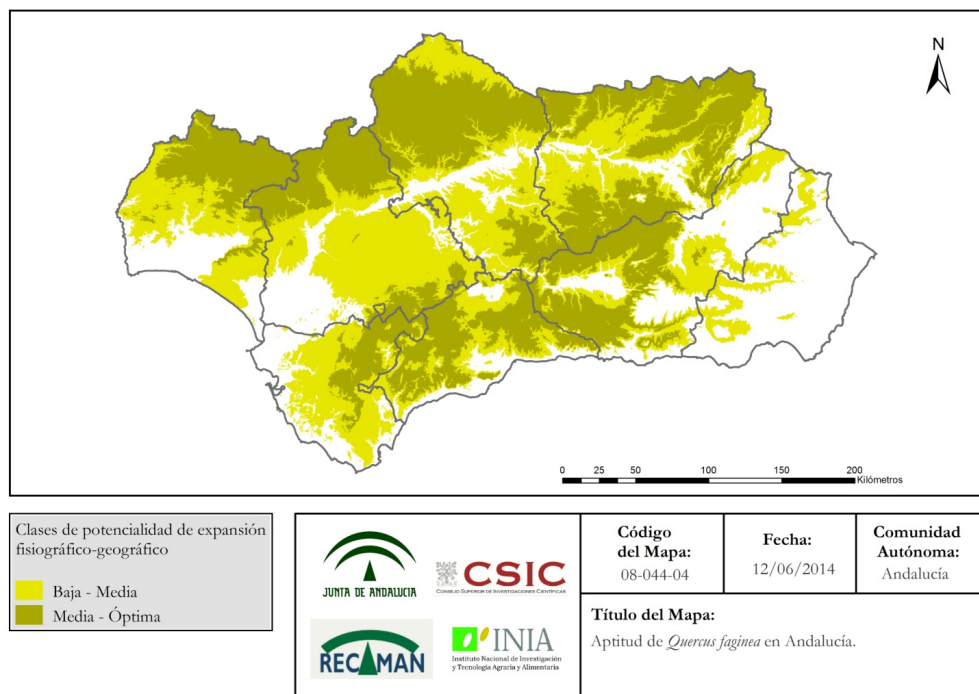 N
0 25 50 100 150 200
Kilómetros
Clases de potencialidad de expansión
fisiográfico-geográfico
Baja - Media
Media - Óptima
JUNTA DE ANDALUCIA
CSIC
CONSEJO SUPERIOR DE INVESTIGACIONES CIENTÍFICAS
RECAMAN
INIA
Instituto Nacional de Investigación
y Tecnología Agraria y Alimentaria
Código
del Mapa:
08-044-04
Fecha:
12/06/2014
Comunidad
Autónoma:
Andalucía
Título del Mapa:
Aptitud de Quercus faginea en Andalucía.